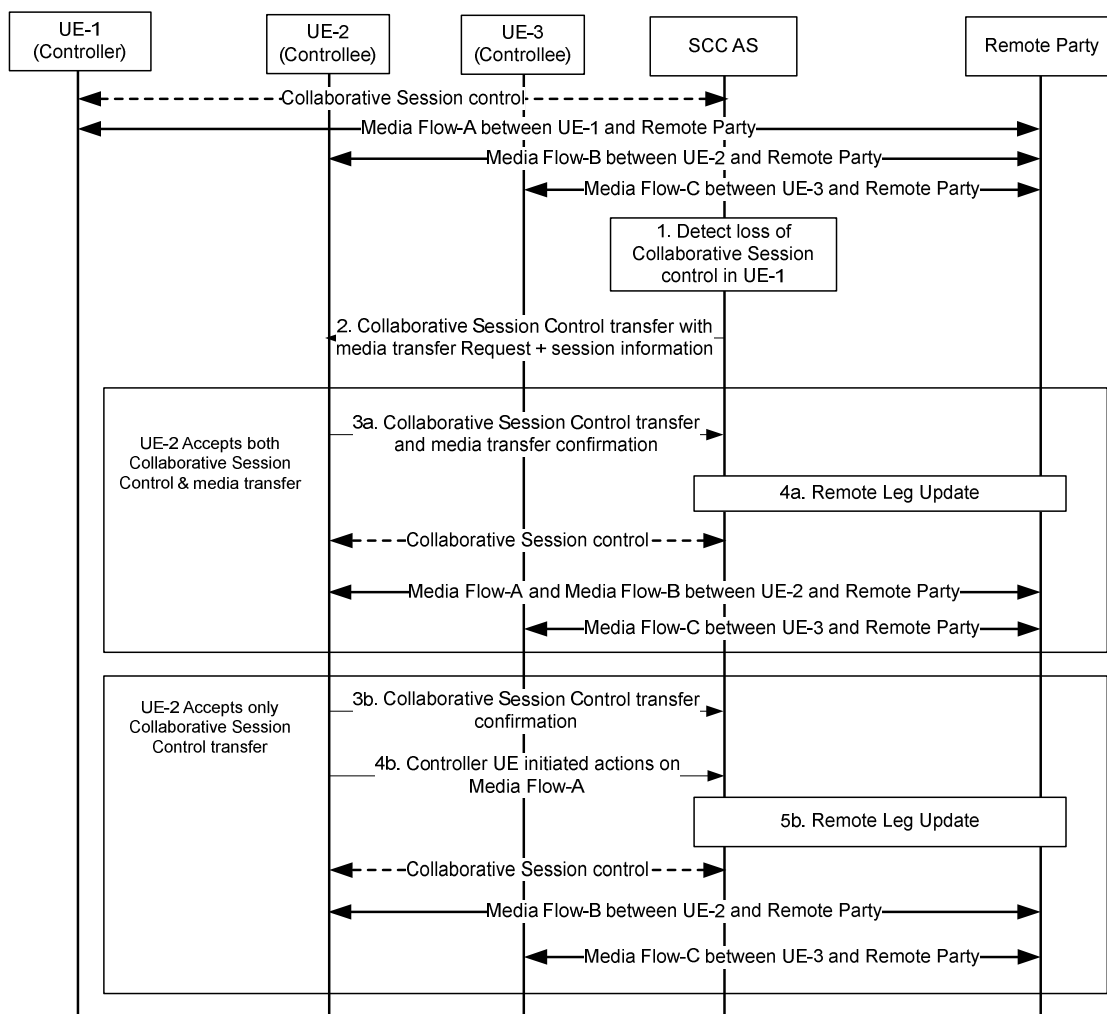 UE-1
(Controller)
UE-2
(Controllee)
UE-3
(Controllee)
SCC AS
Remote Party
Collaborative Session control
Media Flow-A between UE-1 and Remote Party
Media Flow-B between UE-2 and Remote Party
Media Flow-C between UE-3 and Remote Party
1. Detect loss of
Collaborative Session
control in UE-1
2. Collaborative Session Control transfer with
media transfer Request + session information
UE-2 Accepts both
Collaborative Session
Control & media transfer
3a. Collaborative Session Control transfer
and media transfer confirmation
4a. Remote Leg Update
Collaborative Session control
Media Flow-A and Media Flow-B between UE-2 and Remote Party
Media Flow-C between UE-3 and Remote Party
UE-2 Accepts only
Collaborative Session
Control transfer
3b. Collaborative Session Control transfer
confirmation
4b. Controller UE initiated actions on
Media Flow-A
5b. Remote Leg Update
Collaborative Session control
Media Flow-B between UE-2 and Remote Party
Media Flow-C between UE-3 and Remote Party